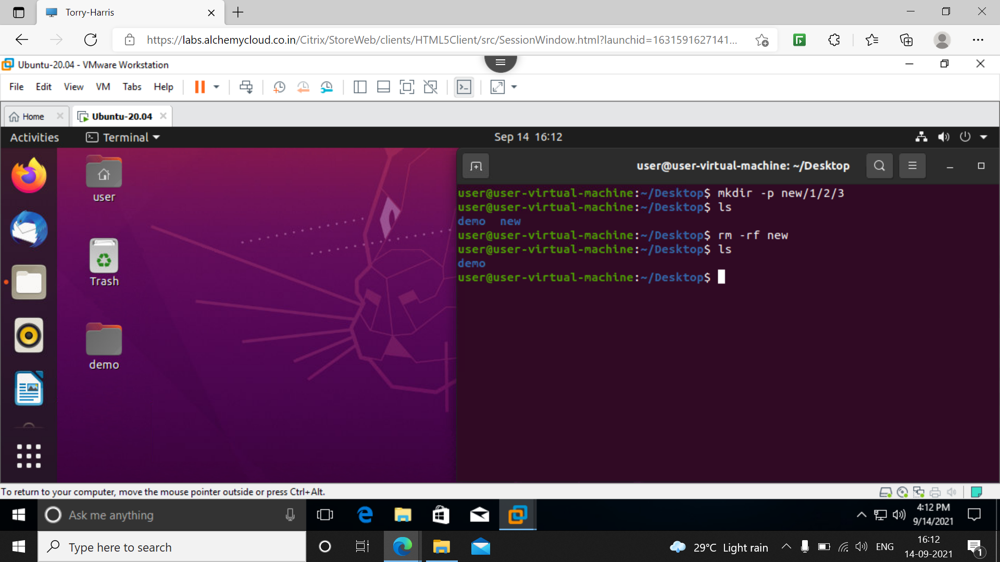 Torry-Harris
https://labs.alchemycloud.co.in/Citrix/StoreWeb/clients/HTML5Client/src/SessionWindow.html?launchid=1631591627141...
Ubuntu-20.04 - VMware Workstation
File Edit View VM Tabs Help
Home Ubuntu-20.04
Activities Terminal Sep 14 16:12
user@user-virtual-machine: ~/Desktop
user
Trash
demo
user@user-virtual-machine:~/Desktop$ mkdir -p new/1/2/3
user@user-virtual-machine:~/Desktop$ ls
demo new
user@user-virtual-machine:~/Desktop$ rm -rf new
user@user-virtual-machine:~/Desktop$ ls
demo
user@user-virtual-machine:~/Desktop$
To return to your computer, move the mouse pointer outside or press Ctrl+Alt.
Ask me anything
4:12 PM
9/14/2021
Type here to search
29°C Light rain
ENG
16:12
14-09-2021
1